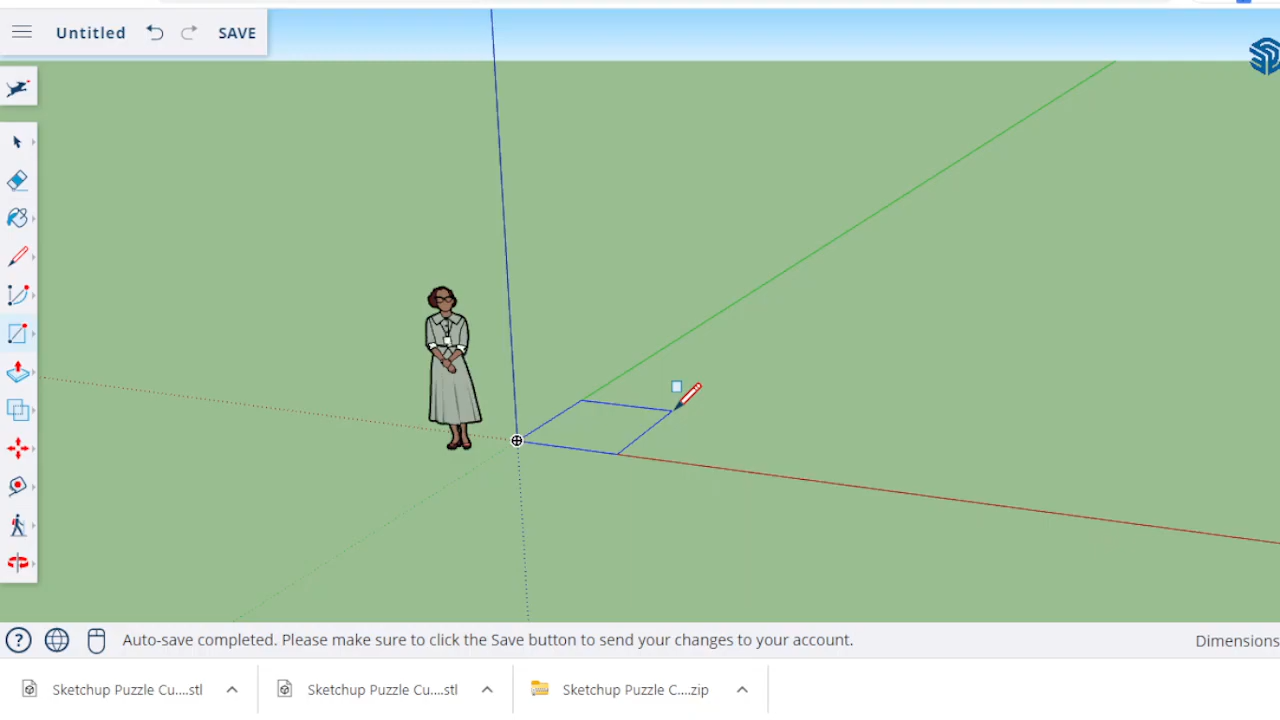 Untitled
SAVE
Auto-save completed. Please make sure to click the Save button to send your changes to your account.
Dimensions
Sketchup Puzzle Cu....stl
Sketchup Puzzle Cu....stl
Sketchup Puzzle C....zip